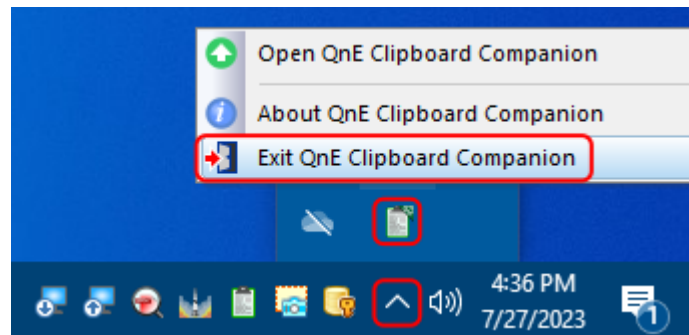 Open QnE Clipboard Companion
About QnE Clipboard Companion
Exit QnE Clipboard Companion
4:36 PM
7/27/2023
1